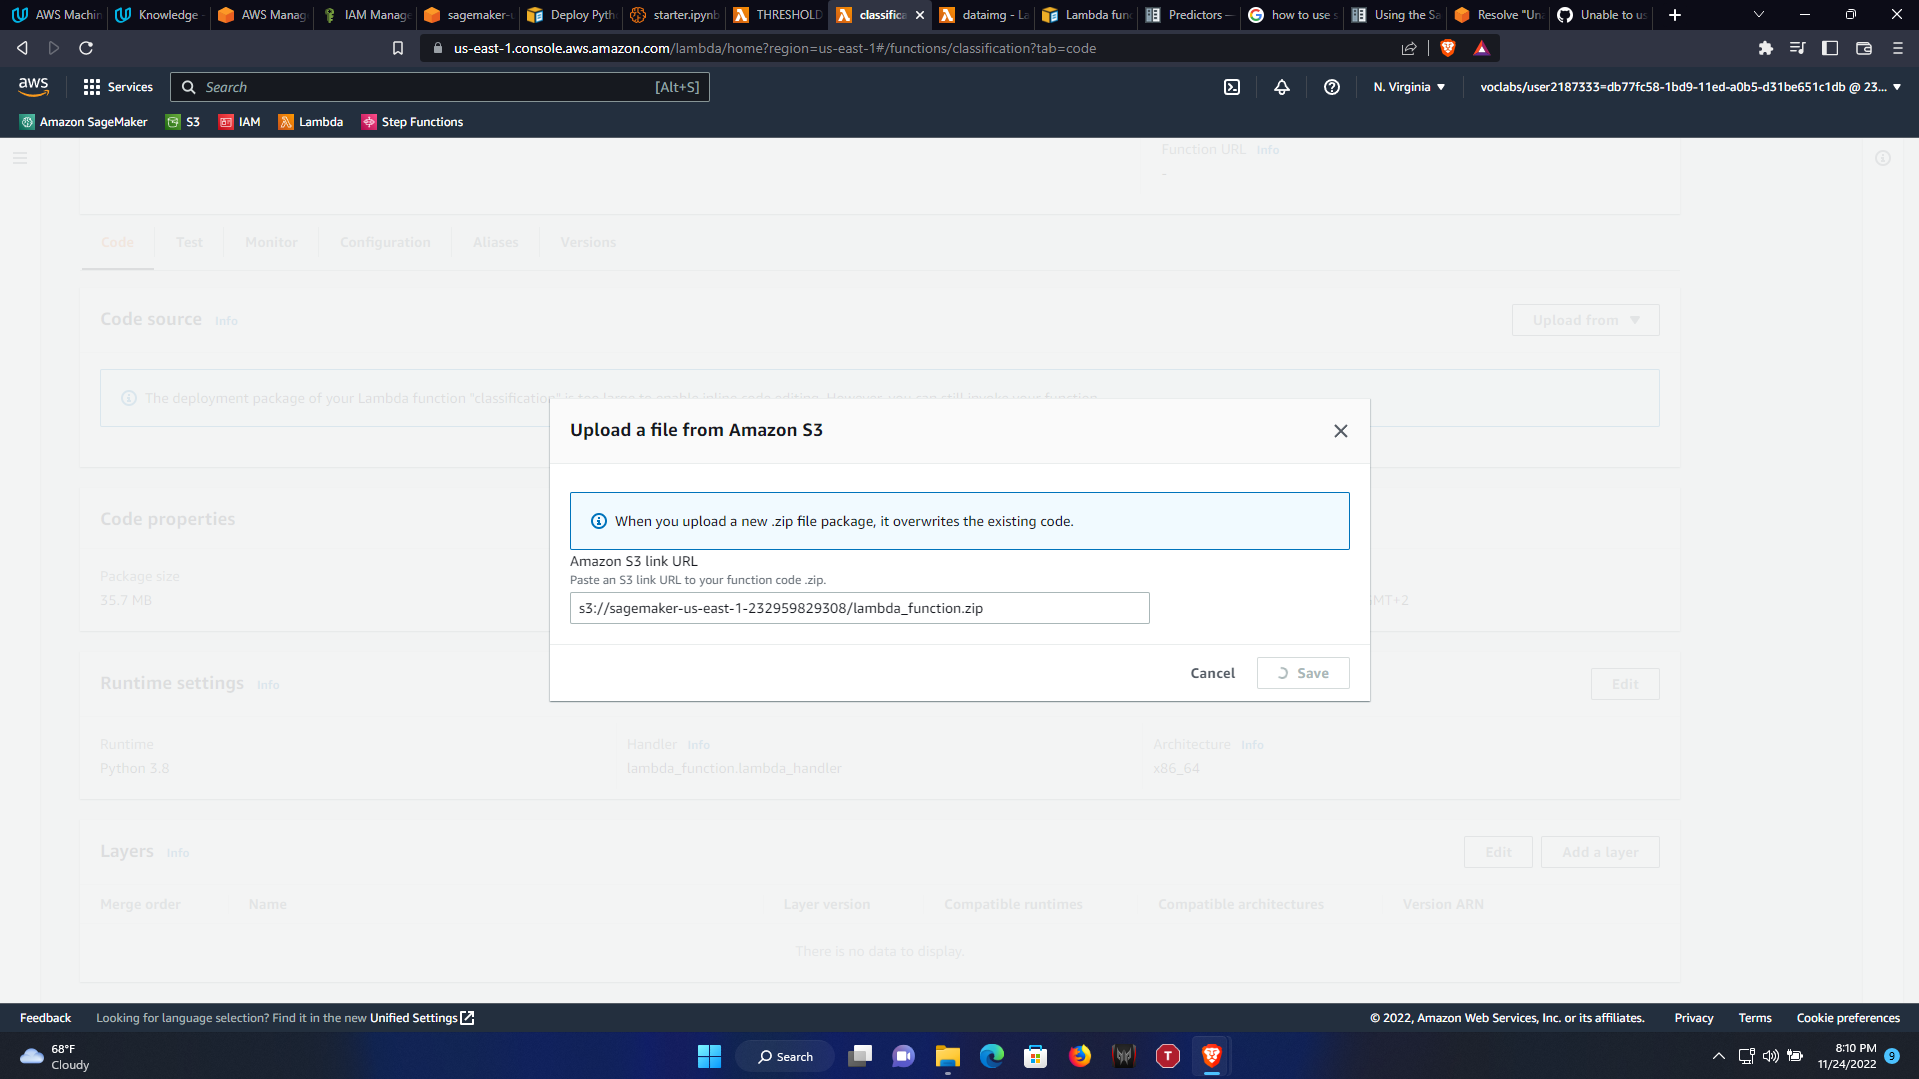 AWS Machin
Knowledge -
AWS Manag
IAM Manage
sagemaker-u
Deploy Pyth
starter.ipynb
THRESHOLD
classifica
dataimg - La
Lambda fun
Predictors —
how to use s
Using the Sa
Resolve "Una
Unable to us
us-east-1.console.aws.amazon.com/lambda/home?region=us-east-1#/functions/classification?tab=code
aws
Services
Search
[Alt+S]
N. Virginia
voclabs/user2187333=db77fc58-1bd9-11ed-a0b5-d31be651c1db @ 23...
Amazon SageMaker
S3
IAM
Lambda
Step Functions
Function URL Info
-
Code
Test
Monitor
Configuration
Aliases
Versions
Code source Info
Upload from
The deployment package of your Lambda function "classification" is too large to enable inline code editing. However, you can still invoke your function.
Upload a file from Amazon S3
When you upload a new .zip file package, it overwrites the existing code.
Amazon S3 link URL
Paste an S3 link URL to your function code .zip.
s3://sagemaker-us-east-1-232959829308/lambda_function.zip
Cancel
Save
Code properties
Package size
35.7 MB
GMT+2
Runtime settings Info
Edit
Runtime
Python 3.8
Handler Info
lambda_function.lambda_handler
Architecture Info
x86_64
Layers Info
Edit
Add a layer
Merge order
Name
Layer version
Compatible runtimes
Compatible architectures
Version ARN
There is no data to display.
Feedback
Looking for language selection? Find it in the new Unified Settings
© 2022, Amazon Web Services, Inc. or its affiliates.
Privacy
Terms
Cookie preferences
68°F
Cloudy
Search
T
8:10 PM
11/24/2022
9